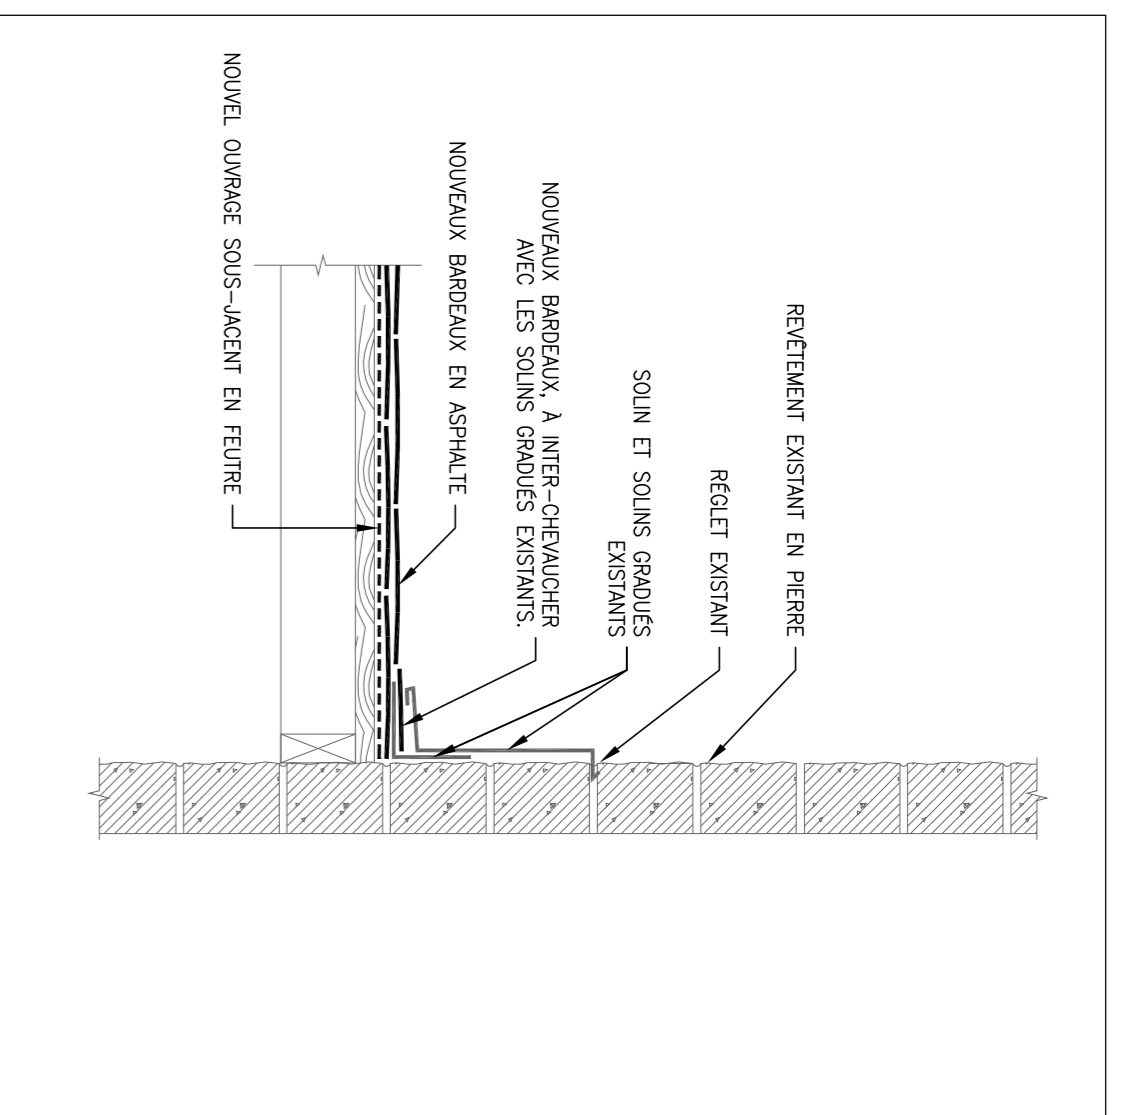 REVÊTEMENT EXISTANT EN PIERRE
RÉGLET EXISTANT
SOLIN ET SOLINS GRADUÉS
EXISTANTS
NOUVEAUX BARDEAUX, À INTER-CHEVAUCHER
AVEC LES SOLINS GRADUÉS EXISTANTS.
NOUVEAUX BARDEAUX EN ASPHALTE
NOUVEL OUVRAGE SOUS-JACENT EN FEUTRE